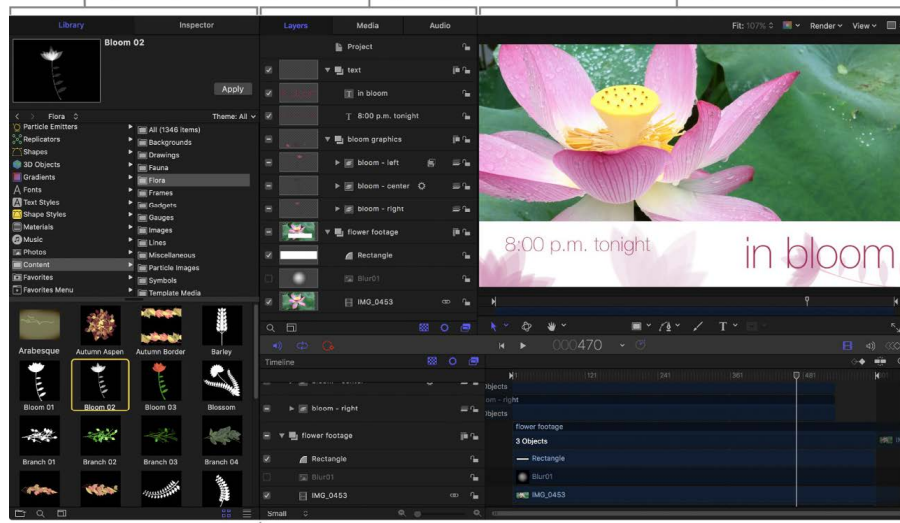 Library
Inspector
Bloom 02
Apply
Flora
Theme: All
Particle Emitters
Replicators
Shapes
3D Objects
Gradients
Fonts
Text Styles
Shape Styles
Materials
Music
Photos
Content
Favorites
Favorites Menu
All (1346 items)
Backgrounds
Drawings
Fauna
Flora
Frames
Gadgets
Gauges
Images
Lines
Miscellaneous
Particle Images
Symbols
Template Media
Arabesque
Autumn Aspen
Autumn Border
Barley
Bloom 01
Bloom 02
Bloom 03
Blossom
Branch 01
Branch 02
Branch 03
Branch 04
Layers
Media
Audio
Project
text
T in bloom
T 8:00 p.m. tonight
bloom graphics
bloom - left
bloom - center
bloom - right
flower footage
Rectangle
Blur01
IMG_0453
Fit: 107%
Render
View
8:00 p.m. tonight
in bloom
T
000470
Timeline
bloom - right
flower footage
Rectangle
Blur01
IMG_0453
Small
1 121 241 361 481
Objects
om - right
Objects
flower footage
3 Objects
Rectangle
Blur01
IMG_0453